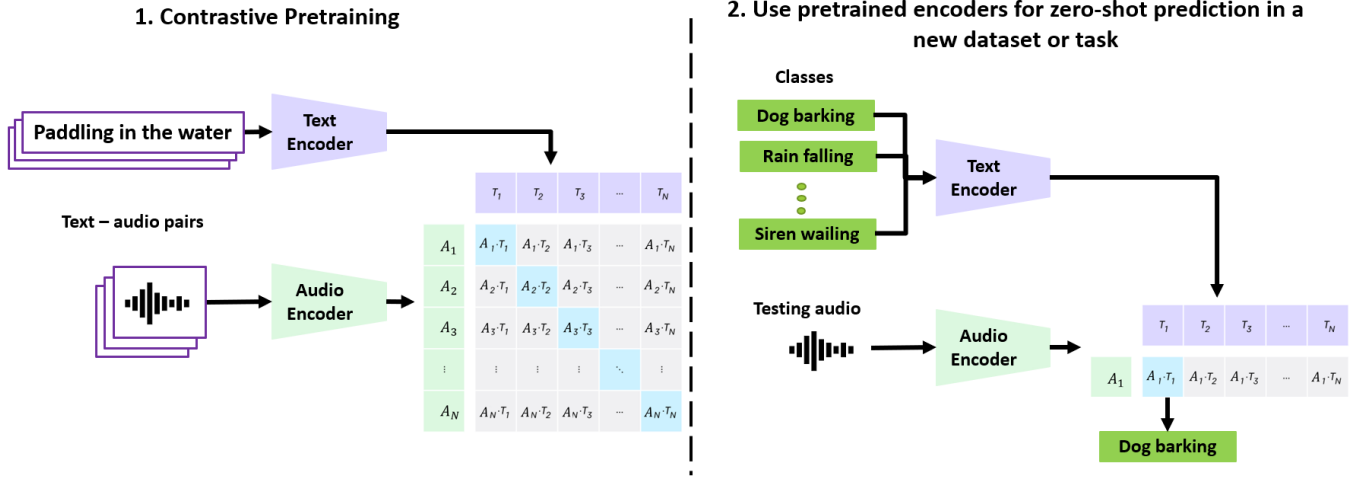 1. Contrastive Pretraining
Paddling in the water
Text
Encoder
Text – audio pairs
Audio
Encoder
T1 T2 T3 ... TN
A1 A1·T1 A1·T2 A1·T3 ... A1·TN
A2 A2·T1 A2·T2 A2·T3 ... A2·TN
A3 A3·T1 A3·T2 A3·T3 ... A3·TN
⋮ ⋮ ⋮ ⋮ ⋱ ⋮
AN AN·T1 AN·T2 AN·T3 ... AN·TN
2. Use pretrained encoders for zero-shot prediction in a
new dataset or task
Classes
Dog barking
Rain falling
Siren wailing
Text
Encoder
Testing audio
Audio
Encoder
T1 T2 T3 ... TN
A1 A1·T1 A1·T2 A1·T3 ... A1·TN
Dog barking